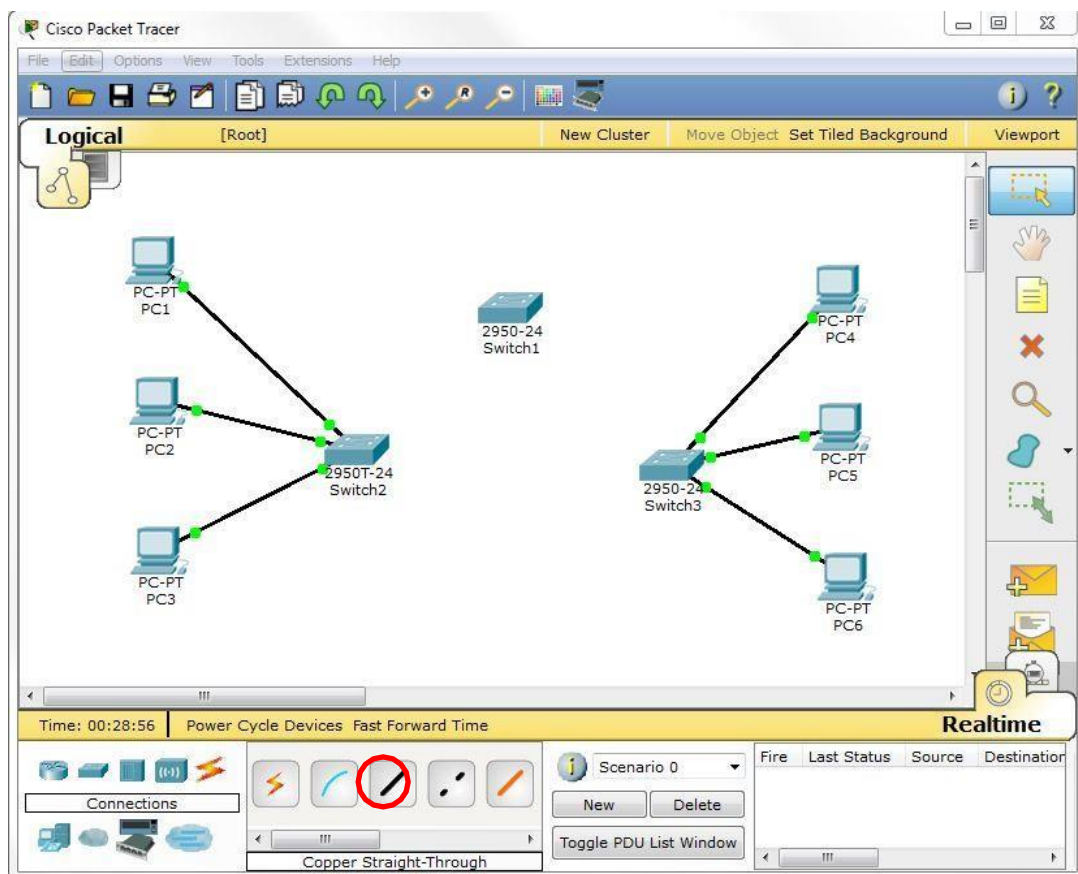 Cisco Packet Tracer
File Edit Options View Tools Extensions Help
R
i ?
Logical [Root] New Cluster Move Object Set Tiled Background Viewport
PC-PT
PC1
2950-24
Switch1
PC-PT
PC4
PC-PT
PC2
2950T-24
Switch2
PC-PT
PC5
2950-24
Switch3
PC-PT
PC3
PC-PT
PC6
Time: 00:28:56 Power Cycle Devices Fast Forward Time Realtime
Connections
Copper Straight-Through
i Scenario 0
New Delete
Toggle PDU List Window
Fire Last Status Source Destination